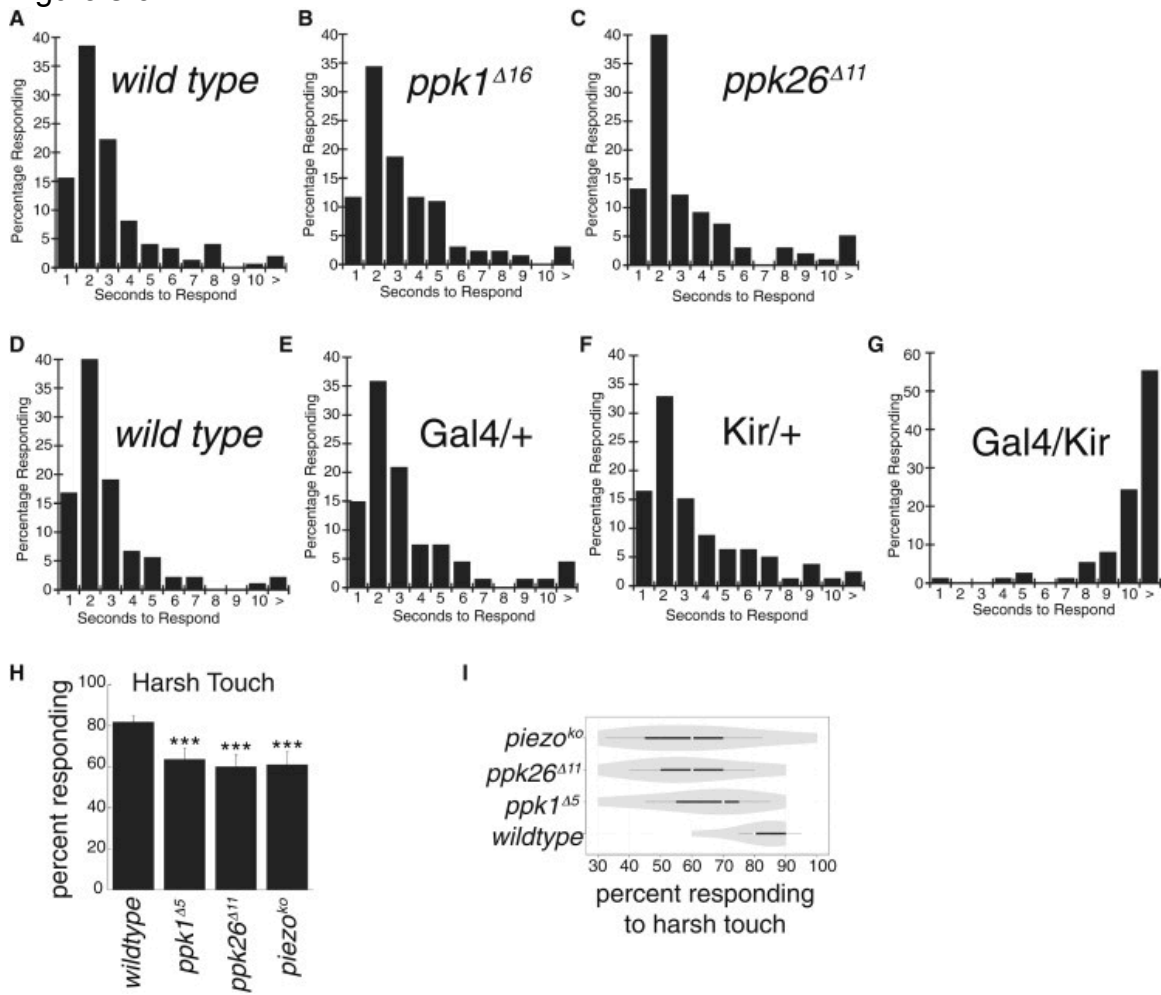 A
B
C
40
35
30
25
20
15
10
5
0
Percentage Responding
wild type
1 2 3 4 5 6 7 8 9 10 >
Seconds to Respond
40
35
30
25
20
15
10
5
0
Percentage Responding
ppk1Δ16
1 2 3 4 5 6 7 8 9 10 >
Seconds to Respond
40
35
30
25
20
15
10
5
0
Percentage Responding
ppk26Δ11
1 2 3 4 5 6 7 8 9 10 >
Seconds to Respond
D
E
F
G
40
35
30
25
20
15
10
5
0
Percentage Responding
wild type
1 2 3 4 5 6 7 8 9 10 >
Seconds to Respond
40
35
30
25
20
15
10
5
0
Percentage Responding
Gal4/+
1 2 3 4 5 6 7 8 9 10 >
Seconds to Respond
40
35
30
25
20
15
10
5
0
Percentage Responding
Kir/+
1 2 3 4 5 6 7 8 9 10 >
Seconds to Respond
60
50
40
30
20
10
0
Percentage Responding
Gal4/Kir
1 2 3 4 5 6 7 8 9 10 >
Seconds to Respond
H
Harsh Touch
100
80
60
40
20
0
percent responding
*** *** ***
wildtype
ppk1Δ5
ppk26Δ11
piezoko
I
piezoko
ppk26Δ11
ppk1Δ5
wildtype
30 40 50 60 70 80 90 100
percent responding
to harsh touch